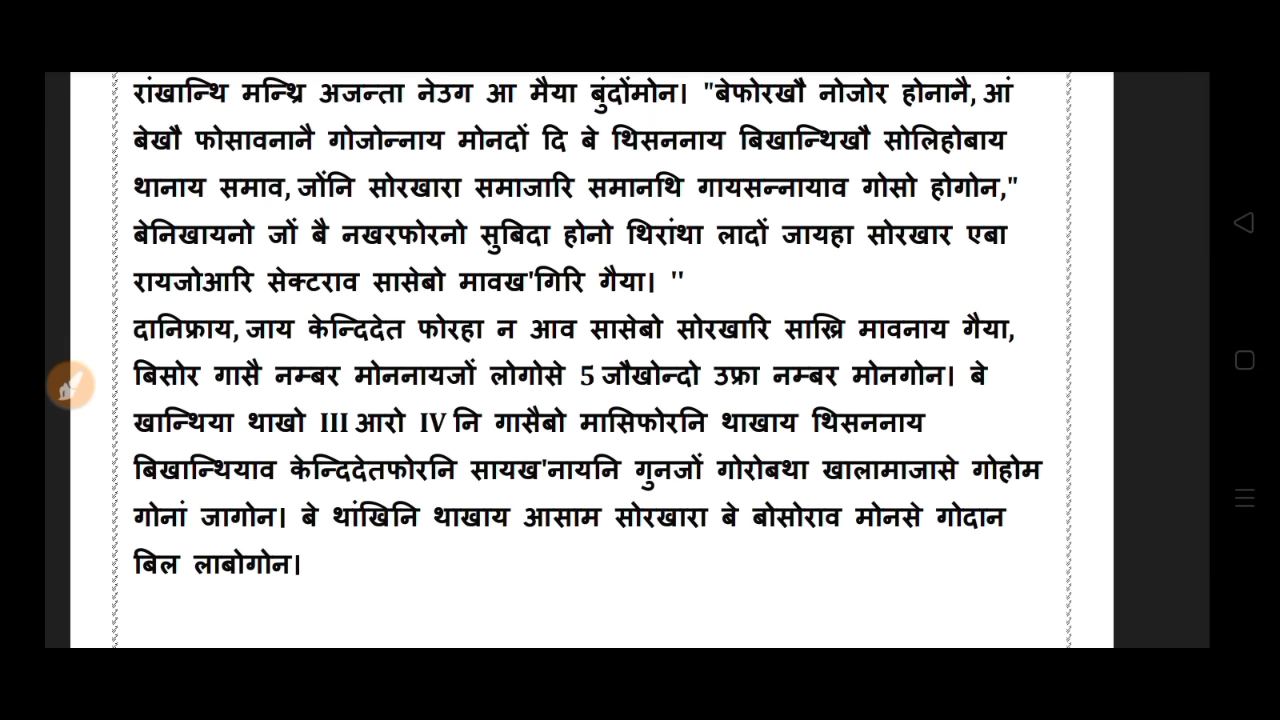 रांखान्थि मन्थ्रि अजन्ता नेउग आ मैया बुंदोंमोन। "बेफोरखौ नोजोर होनानै, आं
बेखौ फोसावनानै गोजोन्नाय मोनदों दि बे थिसननाय बिखान्थिखौ सोलिहोबाय
थानाय समाव, जोंनि सोरखारा समाजारि समानथि गायसन्नायाव गोसो होगोन,"
बेनिखायनो जों बै नखरफोरनो सुबिदा होनो थिरांथा लादों जायहा सोरखार एबा
रायजोआरि सेक्टराव सासेबो मावख'गिरि गैया। ''
दानिफ्राय, जाय केन्दिदेत फोरहा न आव सासेबो सोरखारि साख्रि मावनाय गैया,
बिसोर गासै नम्बर मोननायजों लोगोसे 5 जौखोन्दो उफ्रा नम्बर मोनगोन। बे
खान्थिया थाखो III आरो IV नि गासैबो मासिफोरनि थाखाय थिसननाय
बिखान्थियाव केन्दिदेतफोरनि सायख'नायनि गुनजों गोरोबथा खालामाजासे गोहोम
गोनां जागोन। बे थांखिनि थाखाय आसाम सोरखारा बे बोसोराव मोनसे गोदान
बिल लाबोगोन।